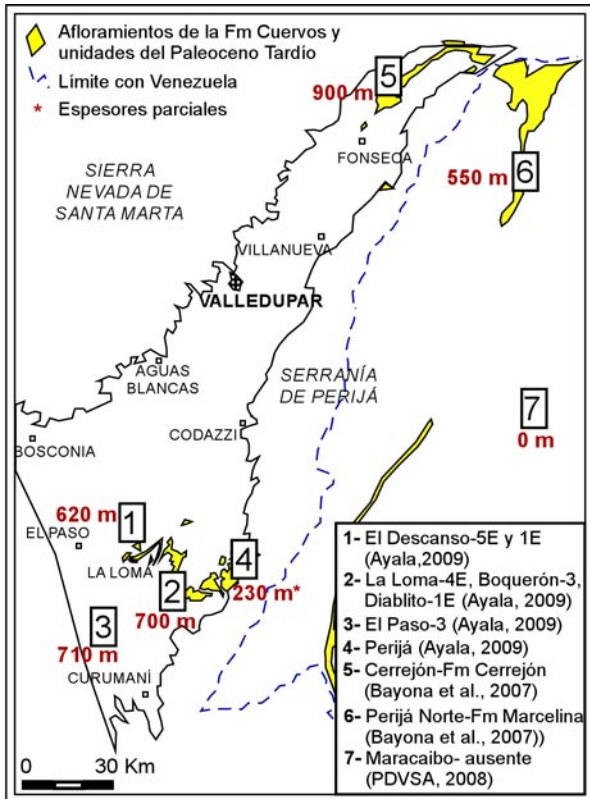 Afloramientos de la Fm Cuervos y
unidades del Paleoceno Tardío
Límite con Venezuela
* Espesores parciales
5
900 m
FONSECA
SIERRA
NEVADA DE
SANTA MARTA
550 m
6
VILLANUEVA
VALLEDUPAR
AGUAS
BLANCAS
SERRANÍA
DE PERIJÁ
7
0 m
CODAZZI
BOSCONIA
620 m
1
EL PASO
LA LOMA
4
230 m*
2
700 m
3
710 m
CURUMANÍ
1- El Descanso-5E y 1E
(Ayala,2009)
2- La Loma-4E, Boquerón-3,
Diablito-1E (Ayala, 2009)
3- El Paso-3 (Ayala, 2009)
4- Perijá (Ayala, 2009)
5- Cerrejón-Fm Cerrejón
(Bayona et al., 2007)
6- Perijá Norte-Fm Marcelina
(Bayona et al., 2007))
7- Maracaibo- ausente
(PDVSA, 2008)
0 30 Km